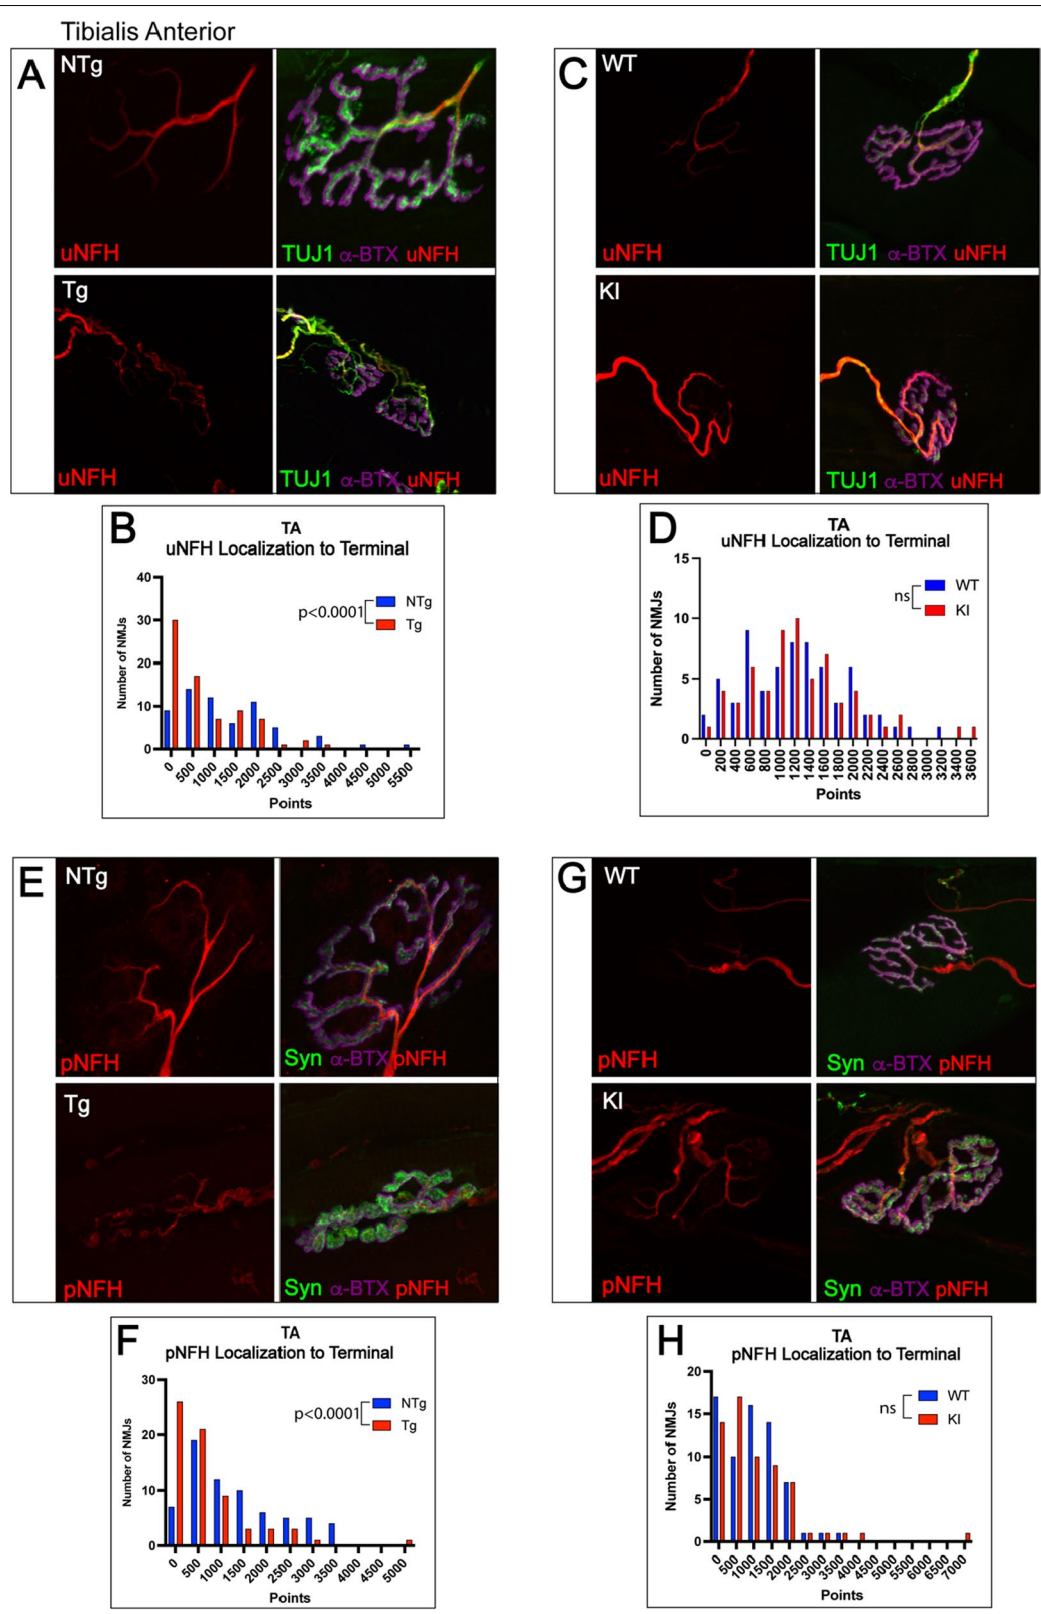 Tibialis Anterior
A
NTg
uNFH
TUJ1 α-BTX uNFH
Tg
uNFH
TUJ1 α-BTX uNFH
C
WT
uNFH
TUJ1 α-BTX uNFH
KI
uNFH
TUJ1 α-BTX uNFH
B
TA
uNFH Localization to Terminal
Number of NMJs
40
30
20
10
0
p<0.0001
NTg
Tg
0 500 1000 1500 2000 2500 3000 3500 4000 4500 5000 5500
Points
D
TA
uNFH Localization to Terminal
Number of NMJs
15
10
5
0
ns
WT
KI
0 200 400 600 800 1000 1200 1400 1600 1800 2000 2200 2400 2600 2800 3000 3200 3400 3600
Points
E
NTg
pNFH
Syn α-BTX pNFH
Tg
pNFH
Syn α-BTX pNFH
G
WT
pNFH
Syn α-BTX pNFH
KI
pNFH
Syn α-BTX pNFH
F
TA
pNFH Localization to Terminal
Number of NMJs
30
20
10
0
p<0.0001
NTg
Tg
0 500 1000 1500 2000 2500 3000 3500 4000 4500 5000
Points
H
TA
pNFH Localization to Terminal
Number of NMJs
20
15
10
5
0
ns
WT
KI
0 500 1000 1500 2000 2500 3000 3500 4000 4500 5000 5500 6000 6500 7000
Points